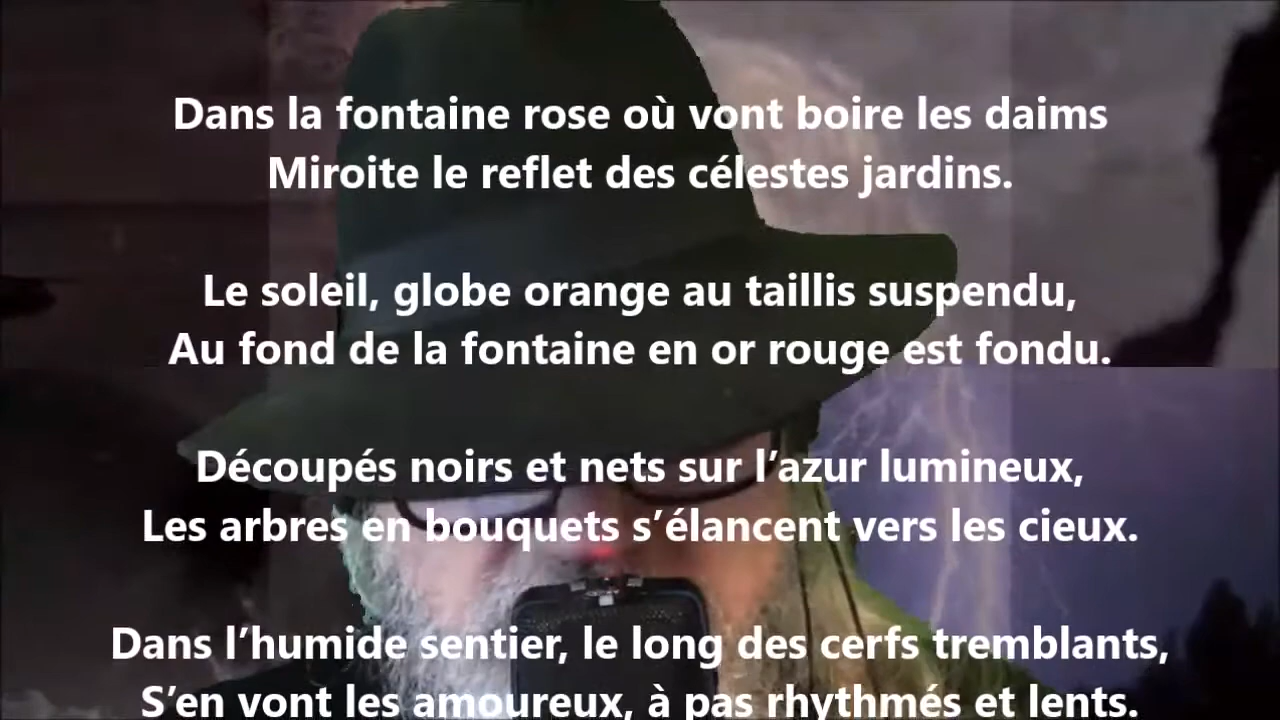 Dans la fontaine rose où vont boire les daims
Miroite le reflet des célestes jardins.
Le soleil, globe orange au taillis suspendu,
Au fond de la fontaine en or rouge est fondu.
Découpés noirs et nets sur l’azur lumineux,
Les arbres en bouquets s’élancent vers les cieux.
Dans l’humide sentier, le long des cerfs tremblants,
S’en vont les amoureux, à pas rhythmés et lents.